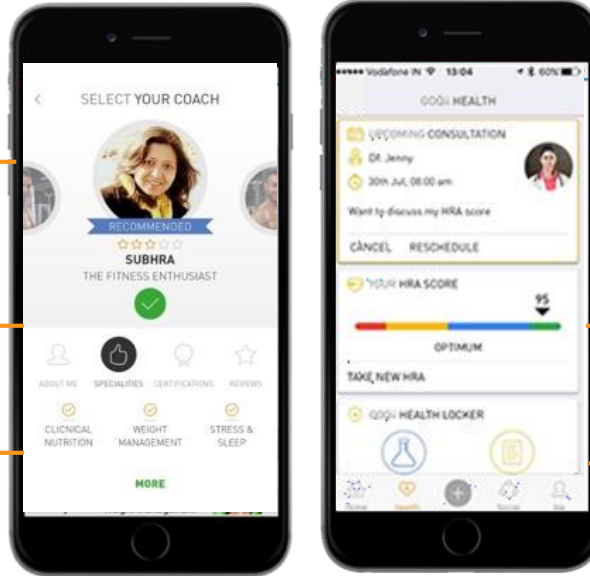 SELECT YOUR COACH
RECOMMENDED
SUBHRA
THE FITNESS ENTHUSIAST
ABOUT ME SPECIALITIES CERTIFICATIONS REVIEWS
CLICNICAL NUTRITION
WEIGHT MANAGEMENT
STRESS & SLEEP
MORE
Vodafone IN 13:04 60%
HEALTH
UPCOMING CONSULTATION
Dr. Jenny
30th Jul, 08:00 am
Want to discuss my HRA score
CANCEL RESCHEDULE
YOUR HRA SCORE
95
OPTIMUM
TAKE NEW HRA
HEALTH LOCKER
Home Health Social Me